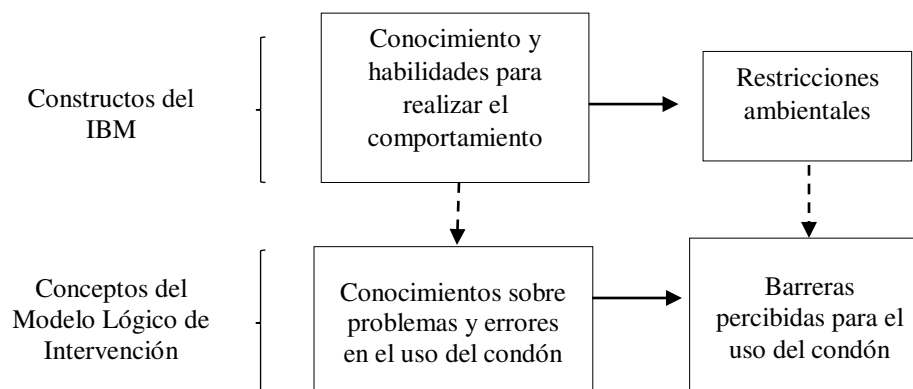 Constructos del
IBM
Conocimiento y
habilidades para
realizar el
comportamiento
Restricciones
ambientales
Conceptos del
Modelo Lógico de
Intervención
Conocimientos sobre
problemas y errores
en el uso del condón
Barreras
percibidas para el
uso del condón